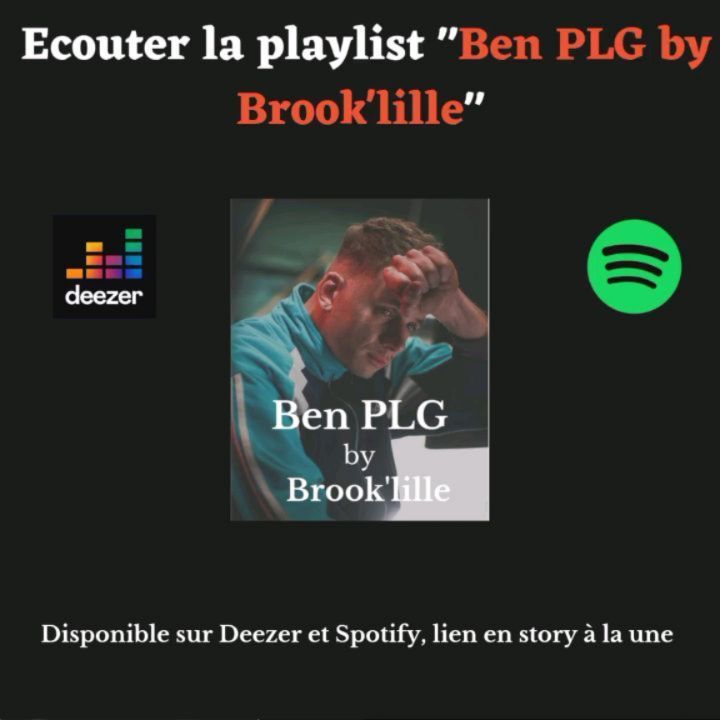 Ecouter la playlist "Ben PLG by
Brook'lille"
deezer
Ben PLG
by
Brook'lille
Disponible sur Deezer et Spotify, lien en story à la une